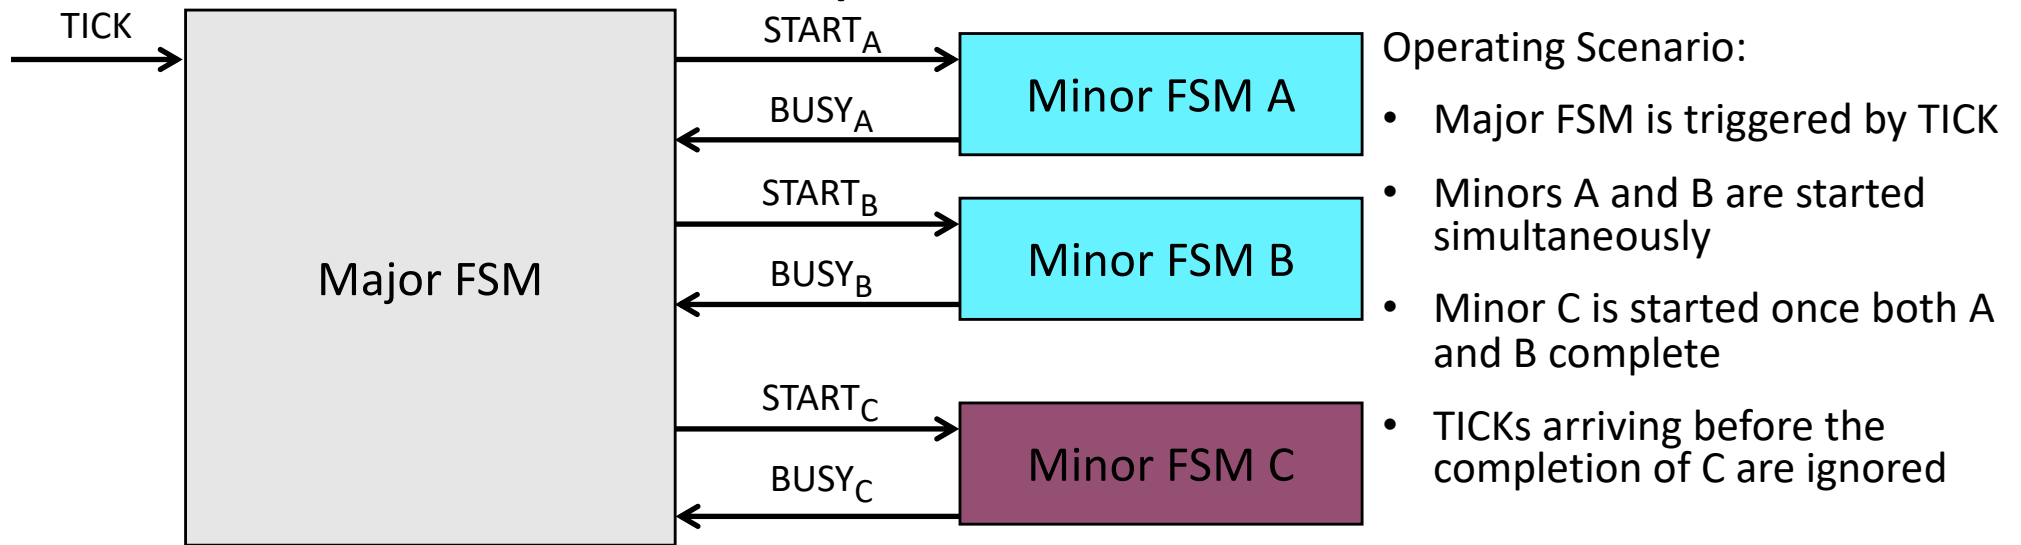 TICK
START_A
BUSY_A
START_B
BUSY_B
START_C
BUSY_C
Major FSM
Minor FSM A
Minor FSM B
Minor FSM C
Operating Scenario:
• Major FSM is triggered by TICK
• Minors A and B are started
simultaneously
• Minor C is started once both A
and B complete
• TICKs arriving before the
completion of C are ignored